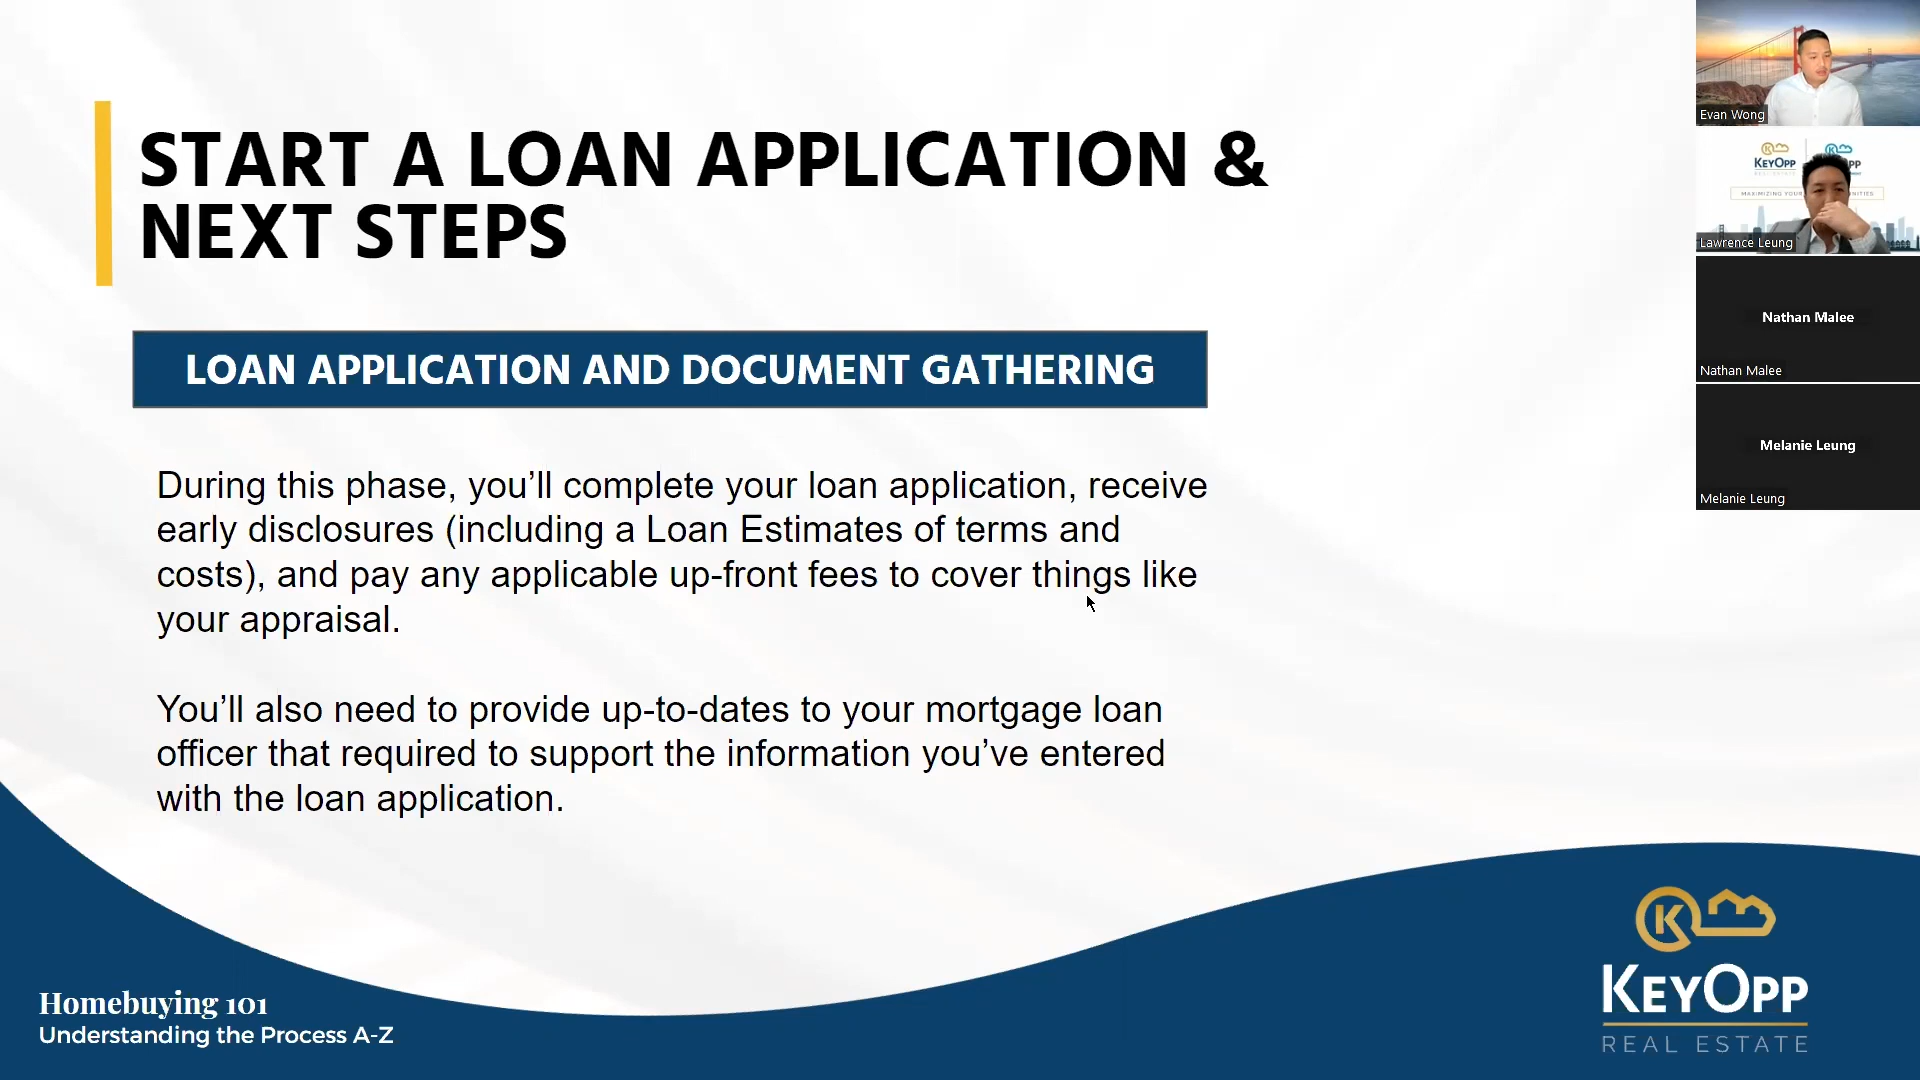 START A LOAN APPLICATION &
NEXT STEPS
LOAN APPLICATION AND DOCUMENT GATHERING
During this phase, you’ll complete your loan application, receive
early disclosures (including a Loan Estimates of terms and
costs), and pay any applicable up-front fees to cover things like
your appraisal.
You’ll also need to provide up-to-dates to your mortgage loan
officer that required to support the information you’ve entered
with the loan application.
Homebuying 101
Understanding the Process A-Z
K
KEYOPP
REAL ESTATE
Evan Wong
KEYOPP
MAXIMIZING YOUR
Lawrence Leung
Nathan Malee
Nathan Malee
Melanie Leung
Melanie Leung